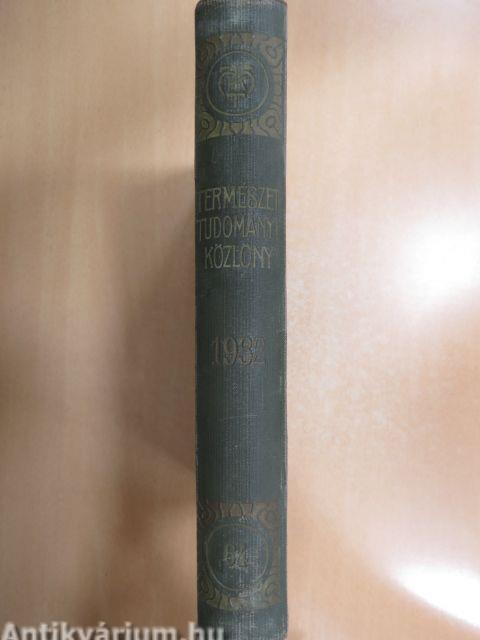 TERMÉSZET
TUDOMÁNYI
KÖZLÖNY
1932
Antikvárium.hu